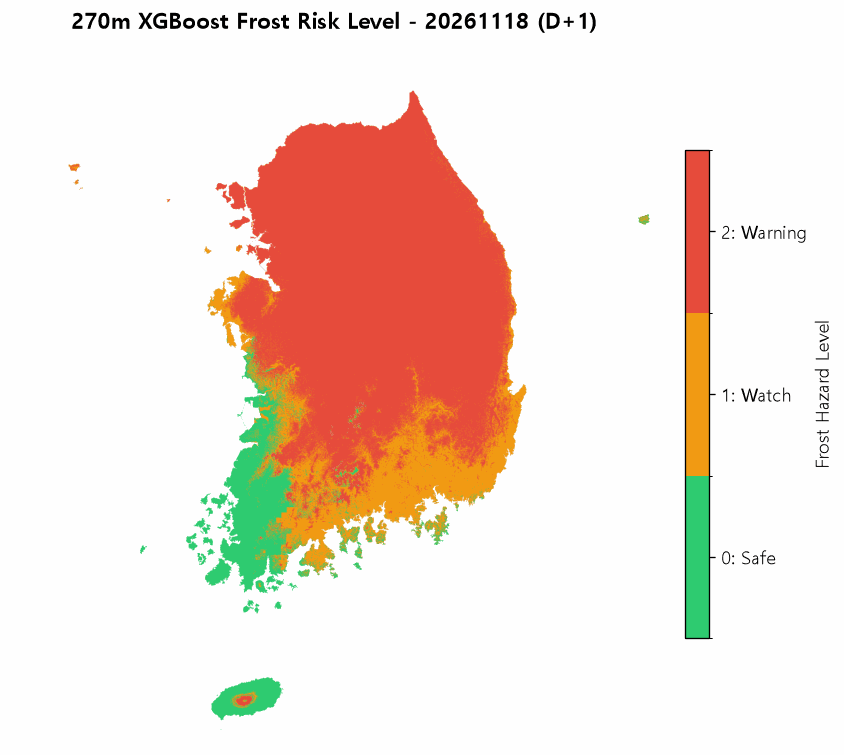 270m XGBoost Frost Risk Level - 20261118 (D+1)
2: Warning
1: Watch
0: Safe
Frost Hazard Level